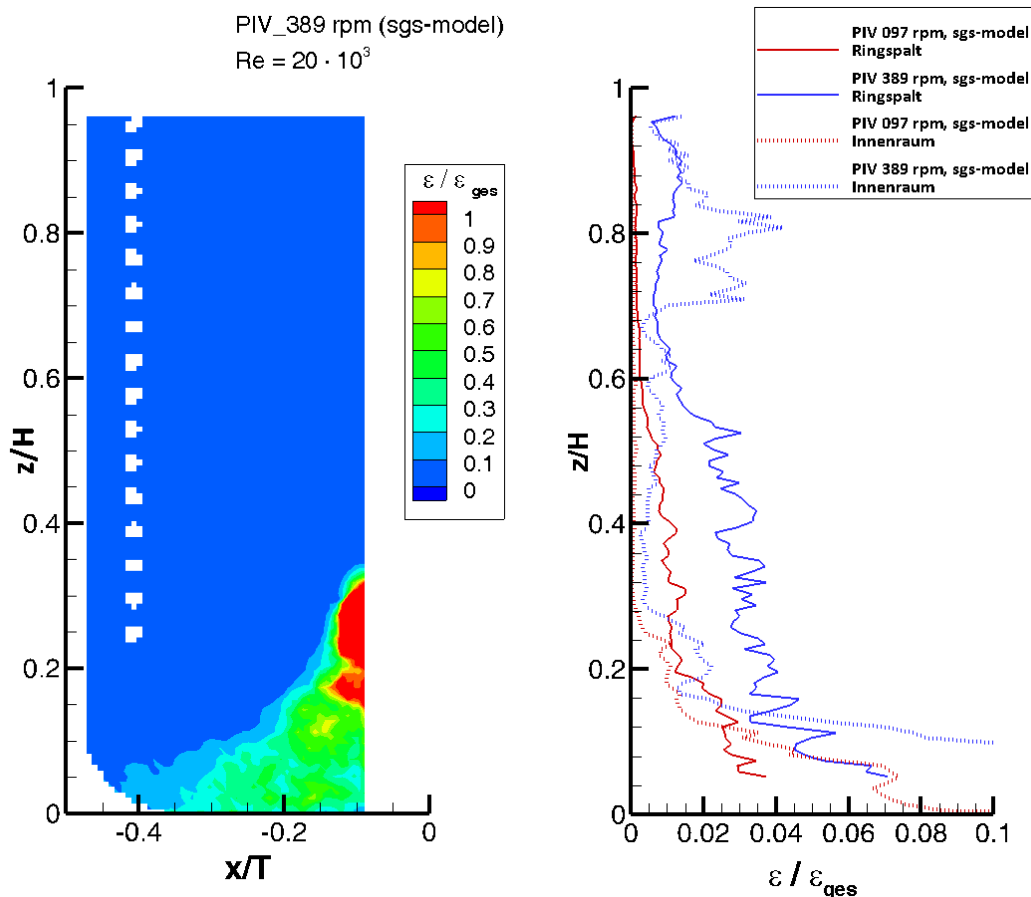 PIV_389 rpm (sgs-model)
Re = 20 · 10³
1
0.8
0.6
0.4
0.2
0
z/H
-0.4
-0.2
0
x/T
ε / ε ges
1
0.9
0.8
0.7
0.6
0.5
0.4
0.3
0.2
0.1
0
PIV 097 rpm, sgs-model
Ringspalt
PIV 389 rpm, sgs-model
Ringspalt
PIV 097 rpm, sgs-model
Innenraum
PIV 389 rpm, sgs-model
Innenraum
1
0.8
0.6
0.4
0.2
0
z/H
0
0.02
0.04
0.06
0.08
0.1
ε / εges